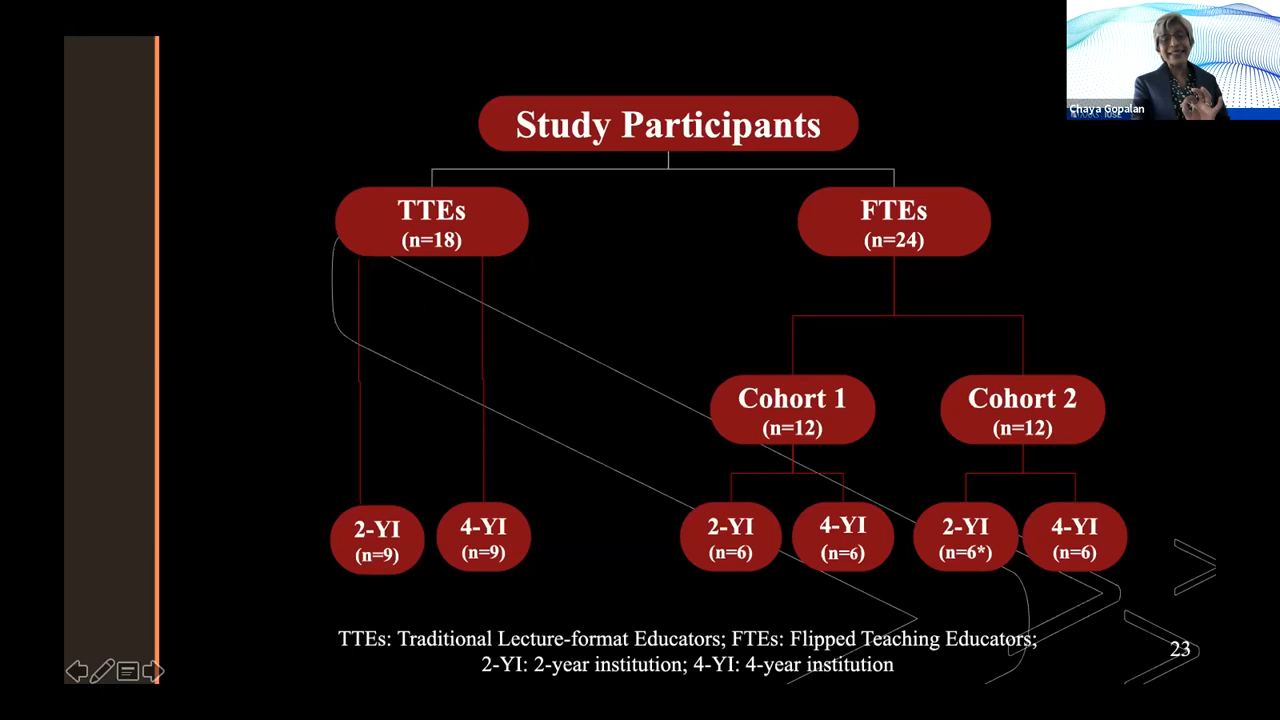 Chaya Gopalan
Study Participants
TTEs
(n=18)
FTEs
(n=24)
Cohort 1
(n=12)
Cohort 2
(n=12)
2-YI
(n=9)
4-YI
(n=9)
2-YI
(n=6)
4-YI
(n=6)
2-YI
(n=6*)
4-YI
(n=6)
TTEs: Traditional Lecture-format Educators; FTEs: Flipped Teaching Educators;
2-YI: 2-year institution; 4-YI: 4-year institution
23